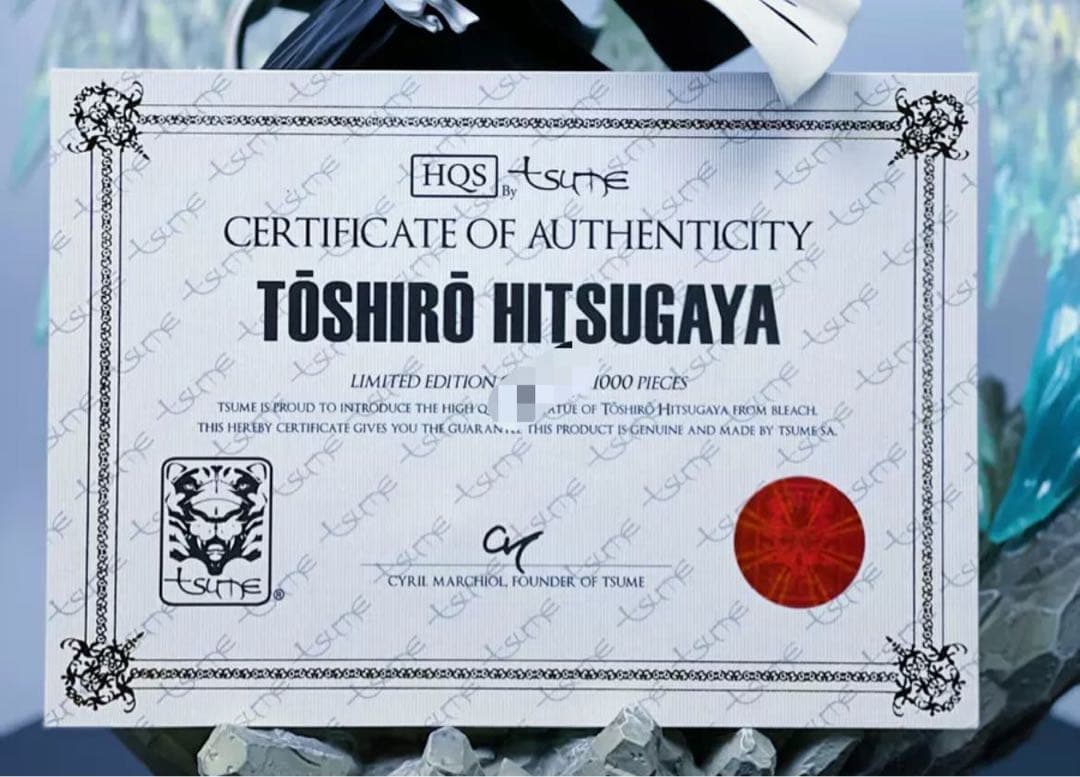 HQS By tsume
CERTIFICATE OF AUTHENTICITY
TŌSHIRŌ HITSUGAYA
LIMITED EDITION 1000 PIECES
TSUME IS PROUD TO INTRODUCE THE HIGH OF TŌSHIRŌ HITSUGAYA FROM BLEACH.
THIS HEREBY CERTIFICATE GIVES YOU THE THIS PRODUCT IS GENUINE AND MADE BY TSUME SA.
tsume ®
CYRIL MARCHIOL, FOUNDER OF TSUME